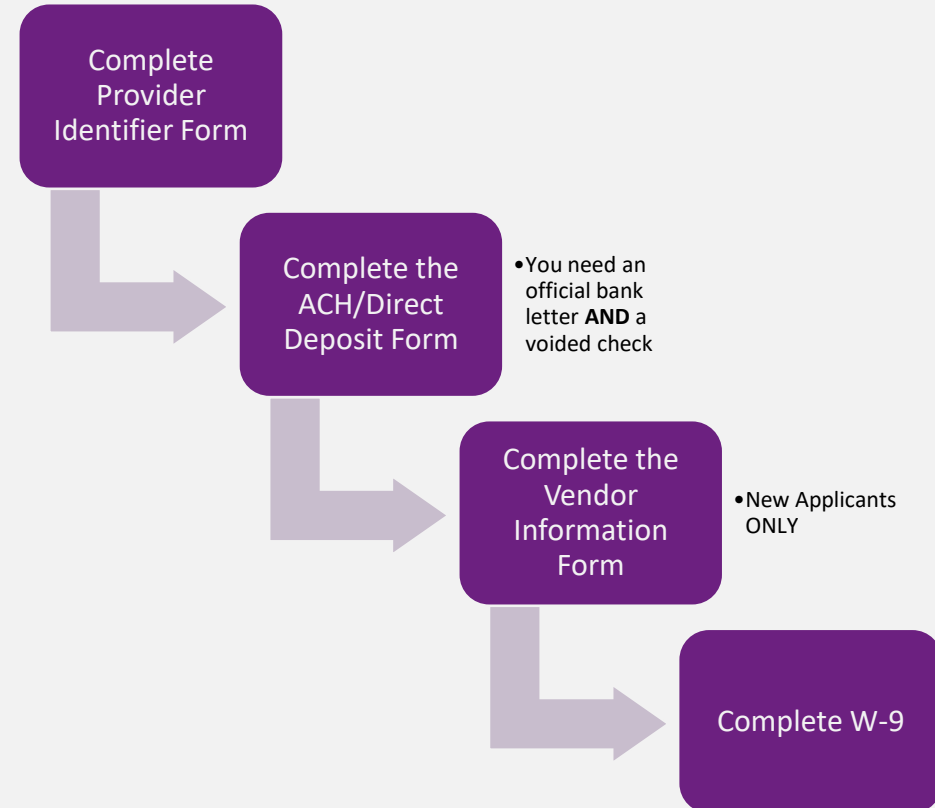 Complete
Provider
Identifier Form
Complete the
ACH/Direct
Deposit Form
•You need an
official bank
letter AND a
voided check
Complete the
Vendor
Information
Form
•New Applicants
ONLY
Complete W-9